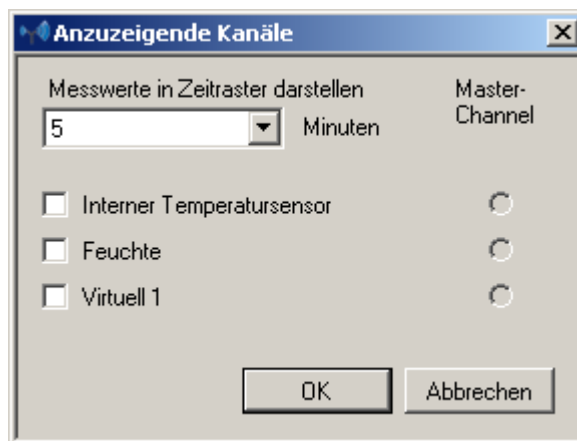 Anzuzeigende Kanäle
Messwerte in Zeitraster darstellen
Master-
Channel
5 Minuten
Interner Temperatursensor
Feuchte
Virtuell 1
OK Abbrechen